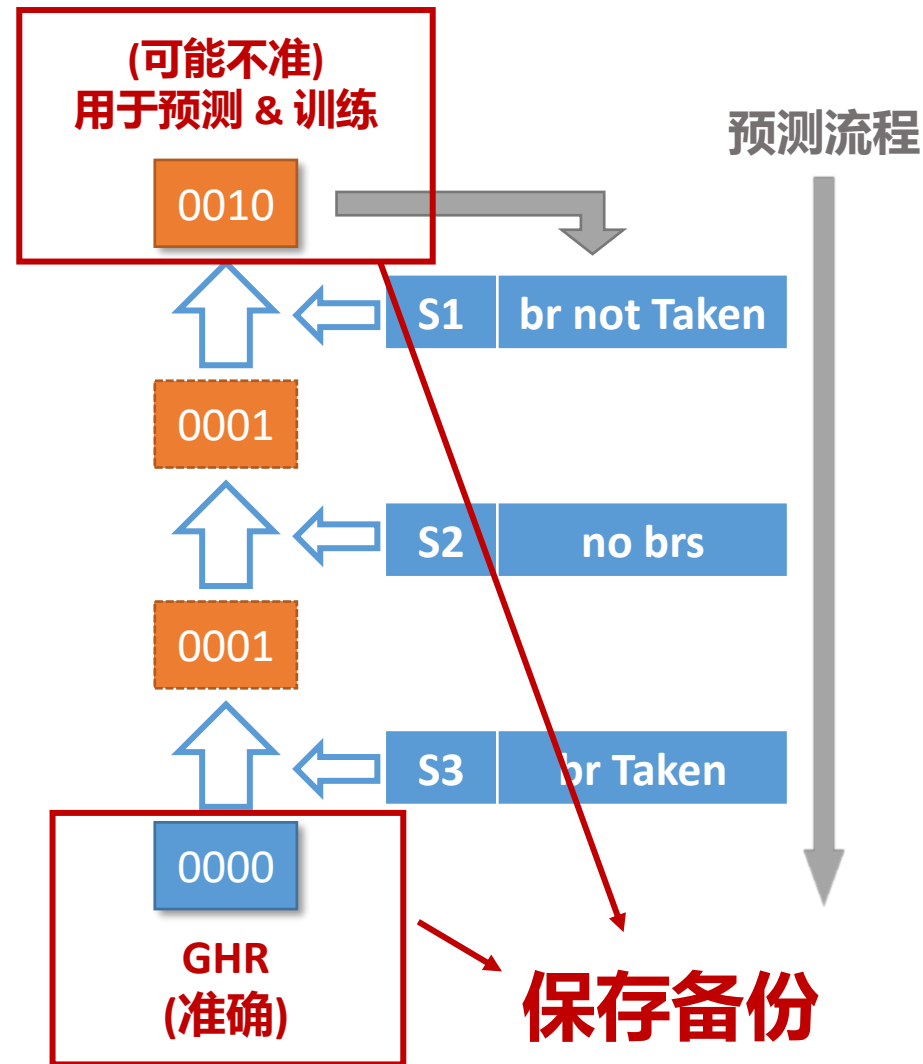 (可能不准)
用于预测 & 训练
预测流程
0010
S1 br not Taken
0001
S2 no brs
0001
S3 br Taken
0000
GHR
(准确)
保存备份